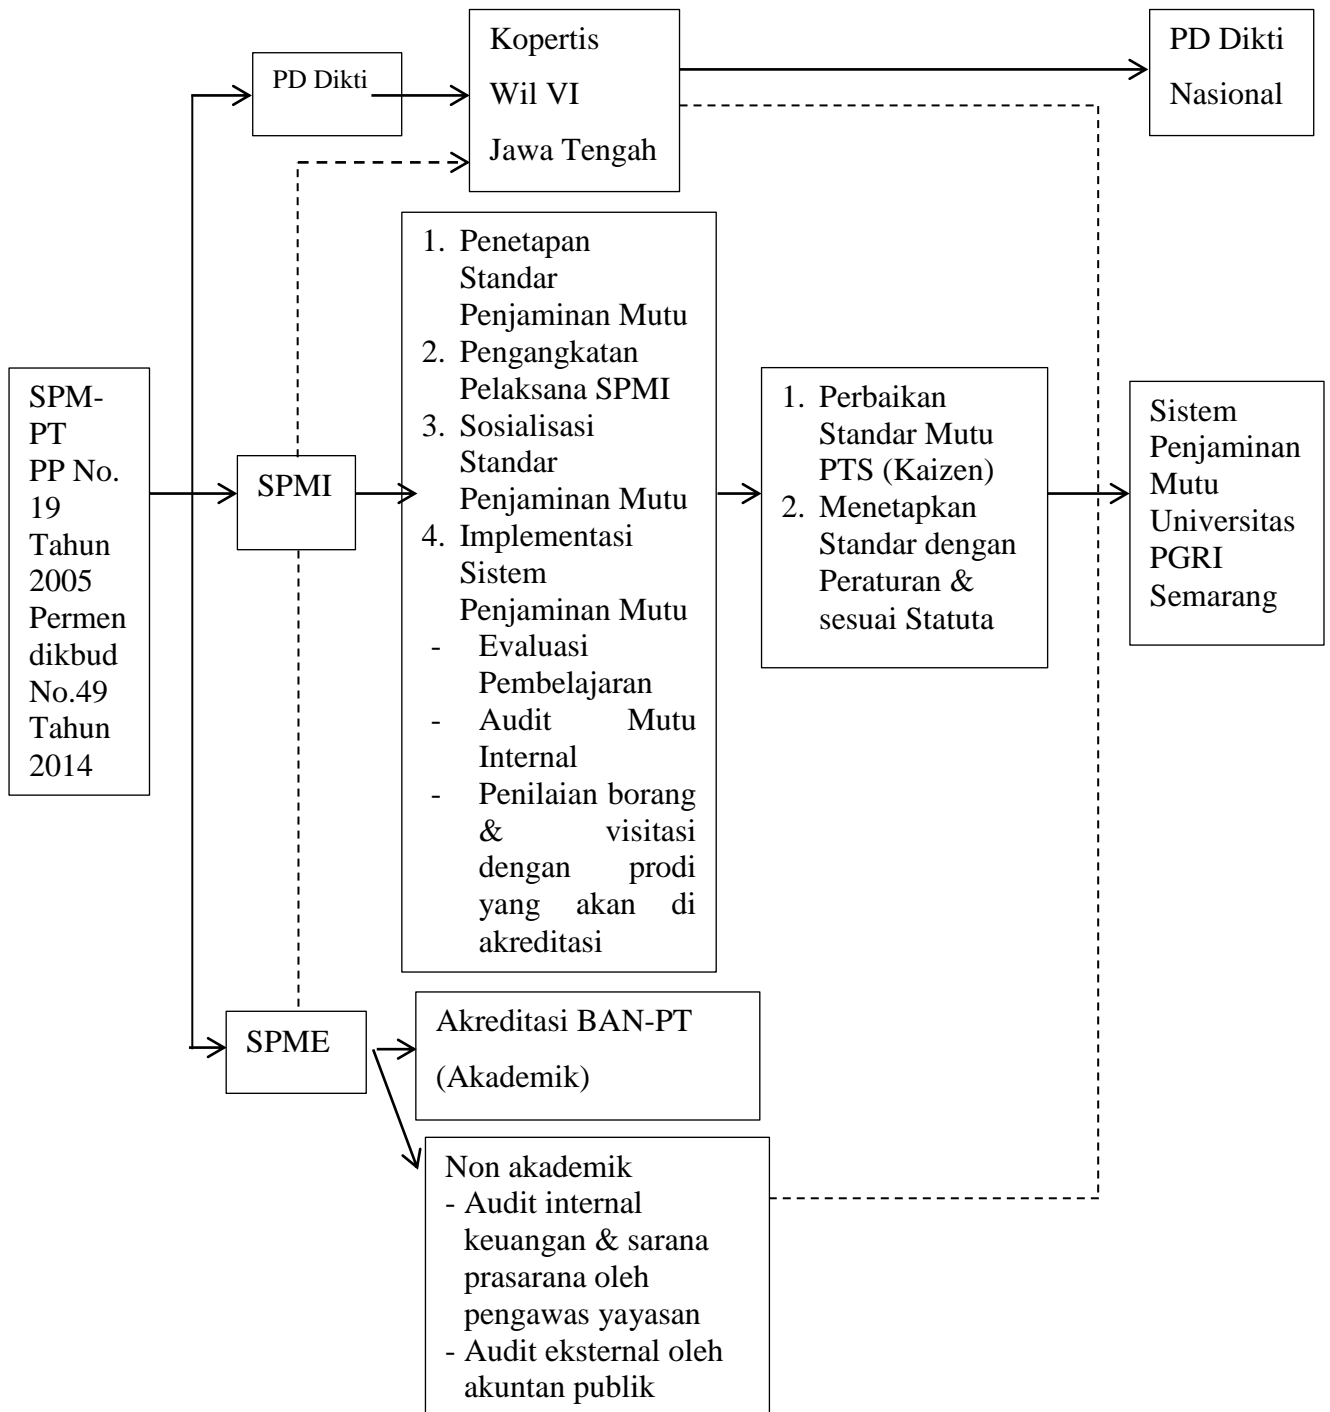 PD Dikti
Kopertis
Wil VI
Jawa Tengah
PD Dikti
Nasional
SPM-
PT
PP No.
19
Tahun
2005
Permen
dikbud
No.49
Tahun
2014
SPMI
1. Penetapan
Standar
Penjaminan Mutu
2. Pengangkatan
Pelaksana SPMI
3. Sosialisasi
Standar
Penjaminan Mutu
4. Implementasi
Sistem
Penjaminan Mutu
- Evaluasi
Pembelajaran
- Audit Mutu
Internal
- Penilaian borang
& visitasi
dengan prodi
yang akan di
akreditasi
1. Perbaikan
Standar Mutu
PTS (Kaizen)
2. Menetapkan
Standar dengan
Peraturan &
sesuai Statuta
Sistem
Penjaminan
Mutu
Universitas
PGRI
Semarang
SPME
Akreditasi BAN-PT
(Akademik)
Non akademik
- Audit internal
keuangan & sarana
prasarana oleh
pengawas yayasan
- Audit eksternal oleh
akuntan publik